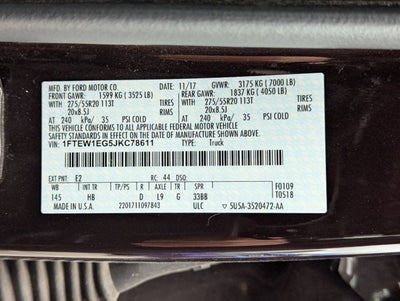 MFD. BY FORD MOTOR CO. 11/17 GVWR: 3175 KG (7000 LB)
FRONT GAWR: 1599 KG (3525 LB) REAR GAWR: 1837 KG (4050 LB)
WITH WITH
275/55R20 113T TIRES 275/55R20 113T TIRES
20x8.5J RIMS 20x8.5J RIMS
AT 240 kPa/ 35 PSI COLD AT 240 kPa/ 35 PSI COLD
THIS VEHICLE CONFORMS TO ALL APPLICABLE FEDERAL MOTOR VEHICLE
SAFETY STANDARDS IN EFFECT ON THE DATE OF MANUFACTURE SHOWN ABOVE.
VIN: 1FTEW1EG5JKC78611 TYPE: Truck
EXT PNT: E2 RC: 44 DSO:
WB INT TR TP R AXLE TR SPR F0109
145 HB D L9 G 33BB T0518
MADE IN U.S.A. 2201711097843 ULC 5U5A-3520472-AA